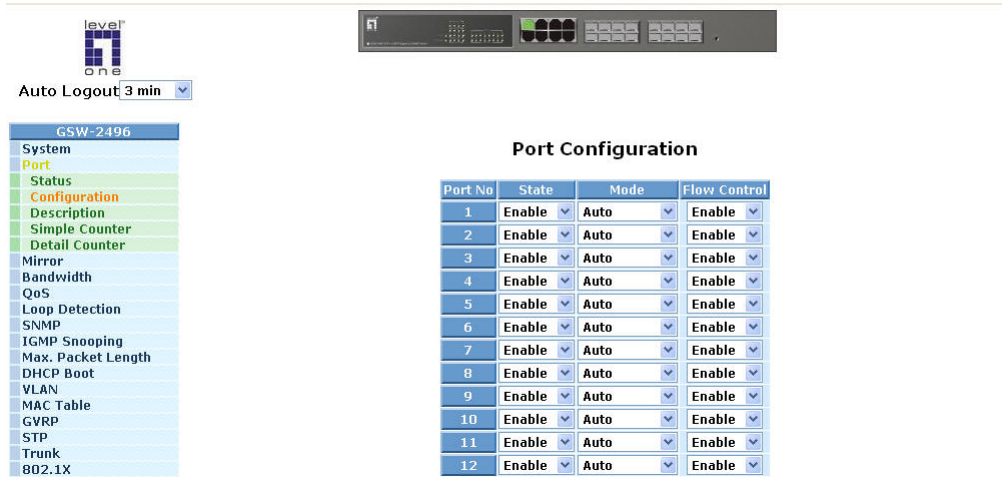 level
one
Auto Logout 3 min
GSW-2496
System
Port
Status
Configuration
Description
Simple Counter
Detail Counter
Mirror
Bandwidth
QoS
Loop Detection
SNMP
IGMP Snooping
Max. Packet Length
DHCP Boot
VLAN
MAC Table
GVRP
STP
Trunk
802.1X
Port Configuration
Port No State Mode Flow Control
1 Enable Auto Enable
2 Enable Auto Enable
3 Enable Auto Enable
4 Enable Auto Enable
5 Enable Auto Enable
6 Enable Auto Enable
7 Enable Auto Enable
8 Enable Auto Enable
9 Enable Auto Enable
10 Enable Auto Enable
11 Enable Auto Enable
12 Enable Auto Enable